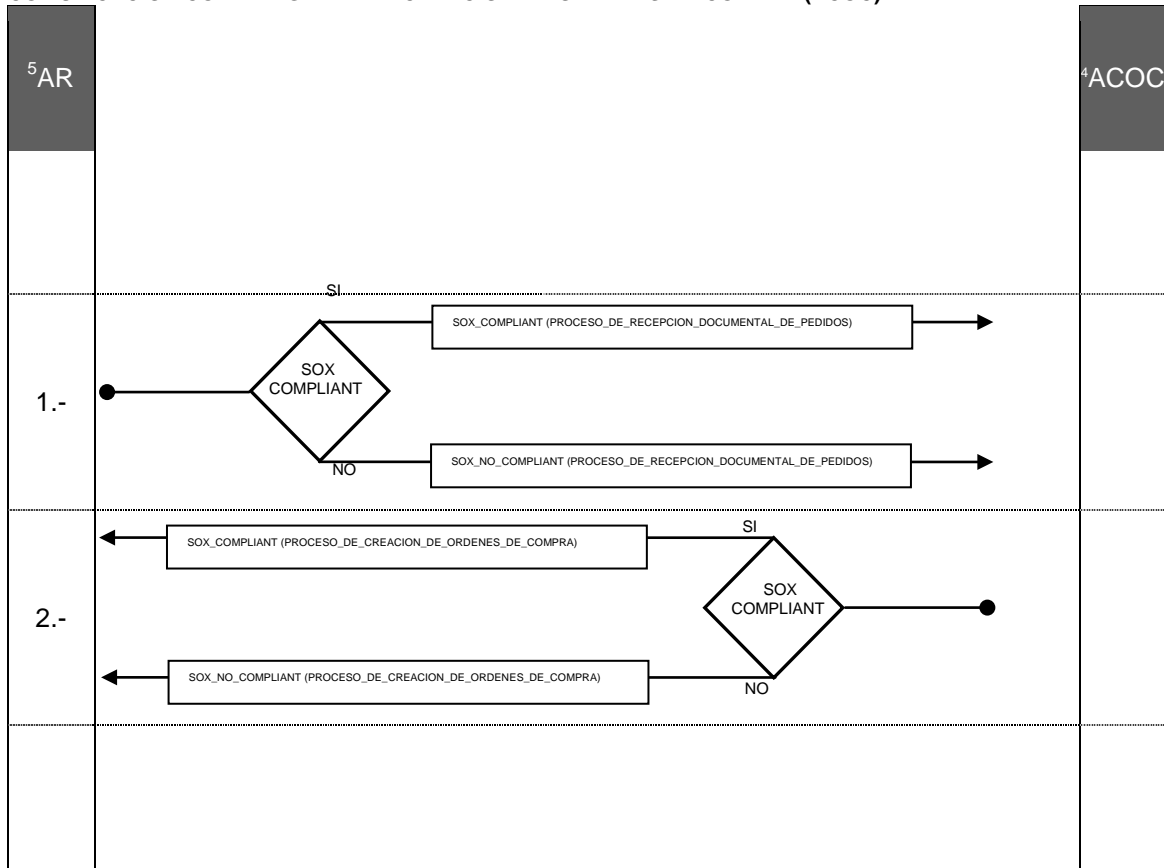 ⁵AR
⁴ACOC
SI
SOX_COMPLIANT (PROCESO_DE_RECEPCION_DOCUMENTAL_DE_PEDIDOS)
SOX
COMPLIANT
1.-
NO
SOX_NO_COMPLIANT (PROCESO_DE_RECEPCION_DOCUMENTAL_DE_PEDIDOS)
SI
SOX_COMPLIANT (PROCESO_DE_CREACION_DE_ORDENES_DE_COMPRA)
SOX
COMPLIANT
2.-
SOX_NO_COMPLIANT (PROCESO_DE_CREACION_DE_ORDENES_DE_COMPRA)
NO